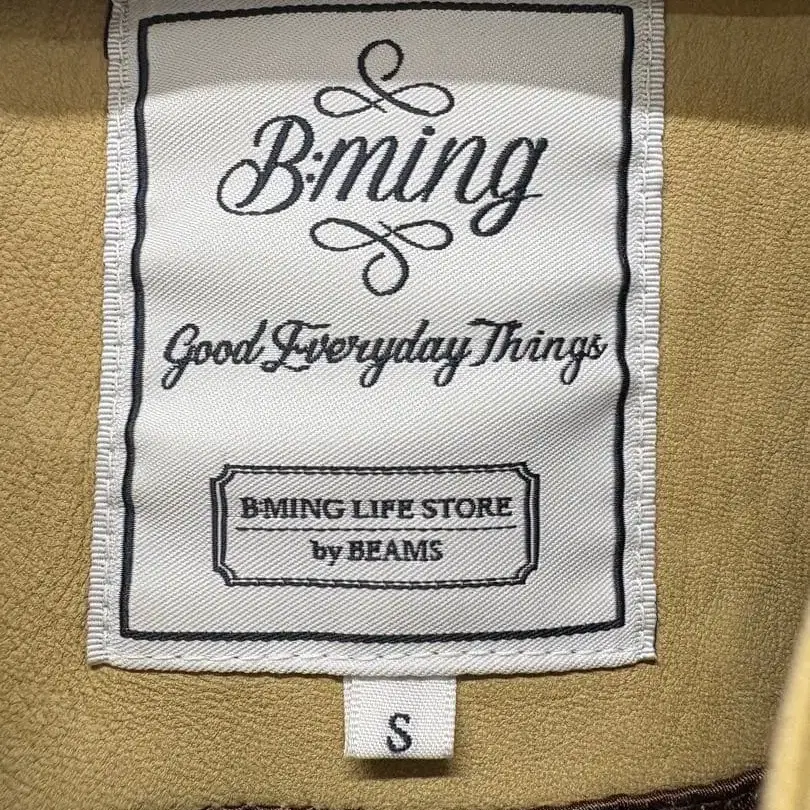 B:ming
Good Everyday Things
B:MING LIFE STORE
by BEAMS
S